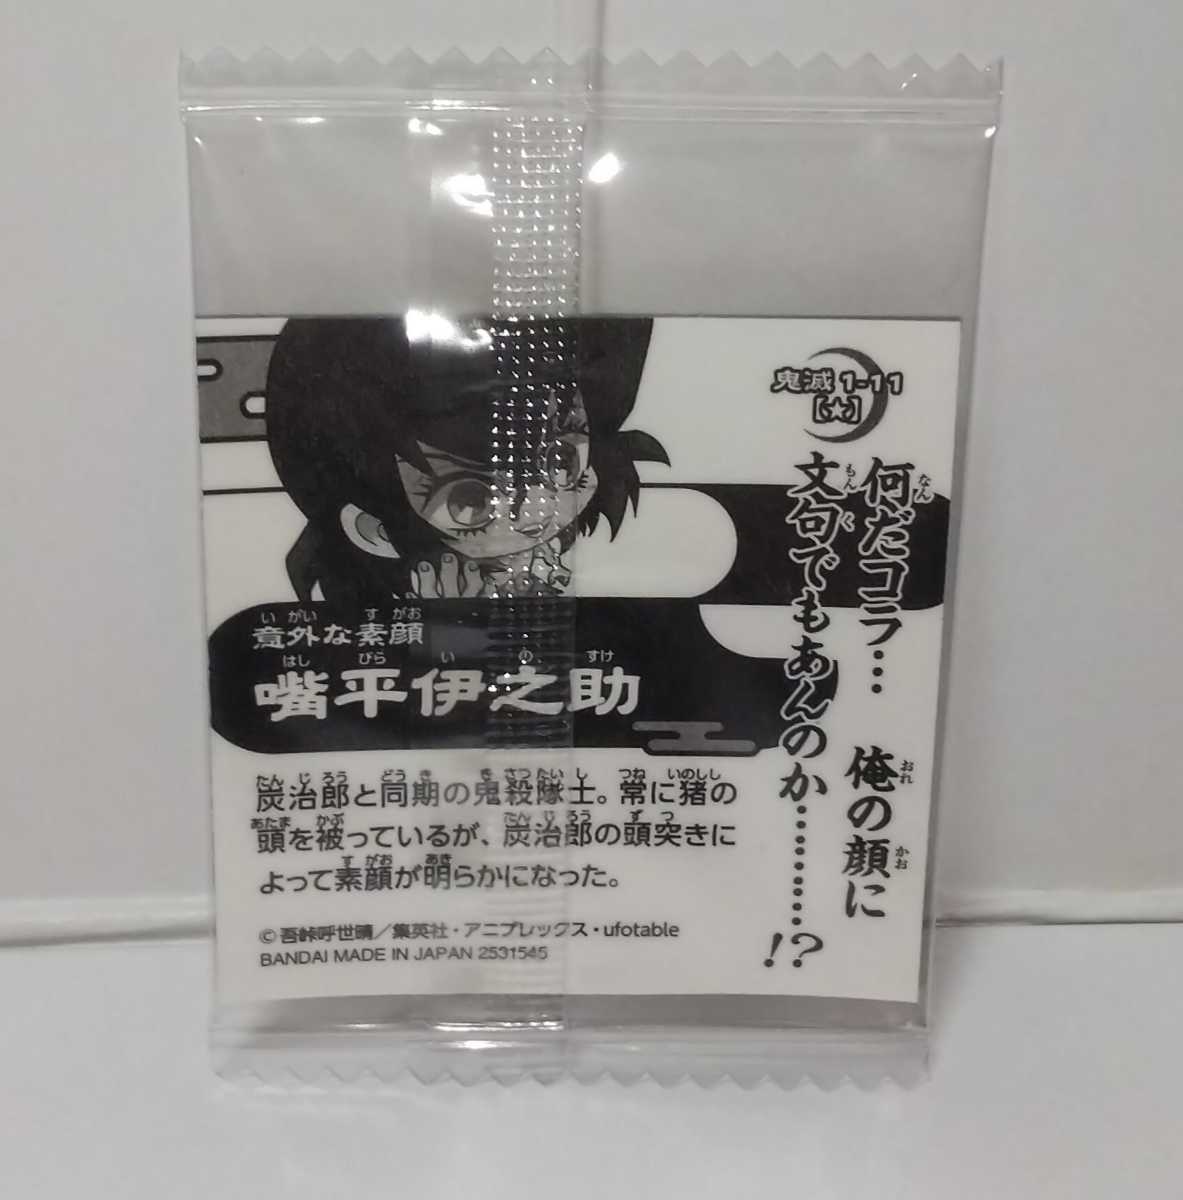 鬼滅 1-11
[★]
何だコラ… 俺の顔に
文句でもあんのか…………!?
意外な素顔
嘴平伊之助
炭治郎と同期の鬼殺隊士。常に猪の
頭を被っているが、炭治郎の頭突きに
よって素顔が明らかになった。
©吾峠呼世晴／集英社・アニプレックス・ufotable
BANDAI MADE IN JAPAN 2531545